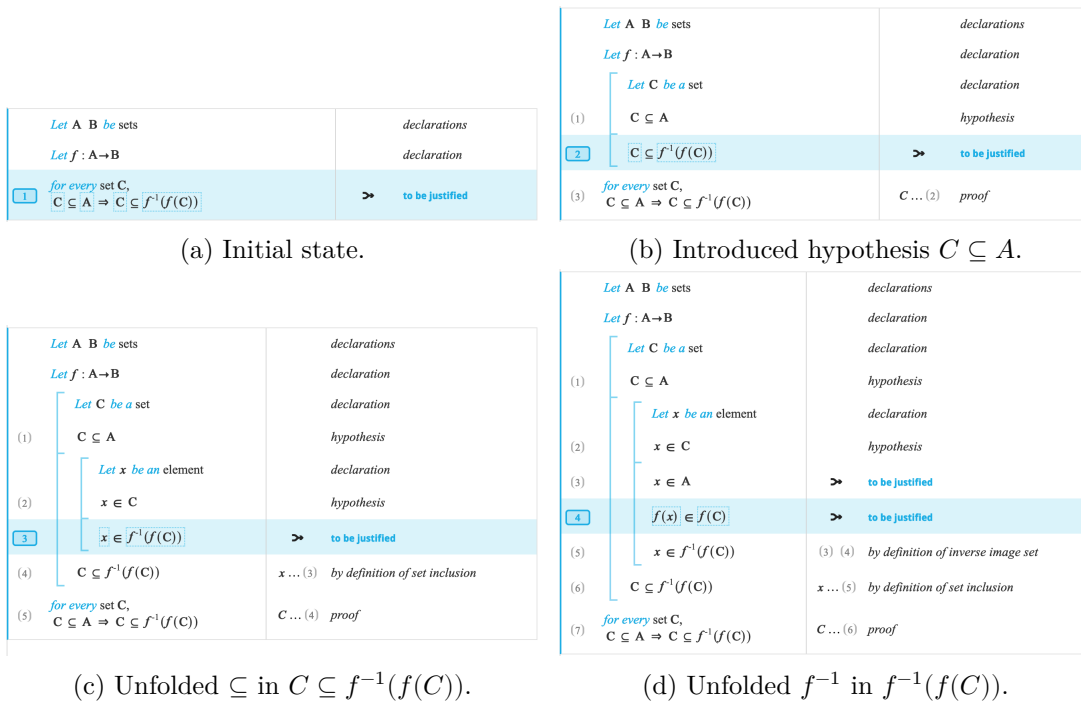 Let A B be sets declarations
Let f : A→B declaration
1 for every set C,
C ⊆ A ⇒ C ⊆ f⁻¹(f(C)) ⤚ to be justified
(a) Initial state.
Let A B be sets declarations
Let f : A→B declaration
Let C be a set declaration
(1) C ⊆ A hypothesis
2 C ⊆ f⁻¹(f(C)) ⤚ to be justified
(3) for every set C,
C ⊆ A ⇒ C ⊆ f⁻¹(f(C)) C … (2) proof
(b) Introduced hypothesis C ⊆ A.
Let A B be sets declarations
Let f : A→B declaration
Let C be a set declaration
(1) C ⊆ A hypothesis
Let x be an element declaration
(2) x ∈ C hypothesis
3 x ∈ f⁻¹(f(C)) ⤚ to be justified
(4) C ⊆ f⁻¹(f(C)) x … (3) by definition of set inclusion
(5) for every set C,
C ⊆ A ⇒ C ⊆ f⁻¹(f(C)) C … (4) proof
(c) Unfolded ⊆ in C ⊆ f⁻¹(f(C)).
Let A B be sets declarations
Let f : A→B declaration
Let C be a set declaration
(1) C ⊆ A hypothesis
Let x be an element declaration
(2) x ∈ C hypothesis
(3) x ∈ A ⤚ to be justified
4 f(x) ∈ f(C) ⤚ to be justified
(5) x ∈ f⁻¹(f(C)) (3) (4) by definition of inverse image set
(6) C ⊆ f⁻¹(f(C)) x … (5) by definition of set inclusion
(7) for every set C,
C ⊆ A ⇒ C ⊆ f⁻¹(f(C)) C … (6) proof
(d) Unfolded f⁻¹ in f⁻¹(f(C)).